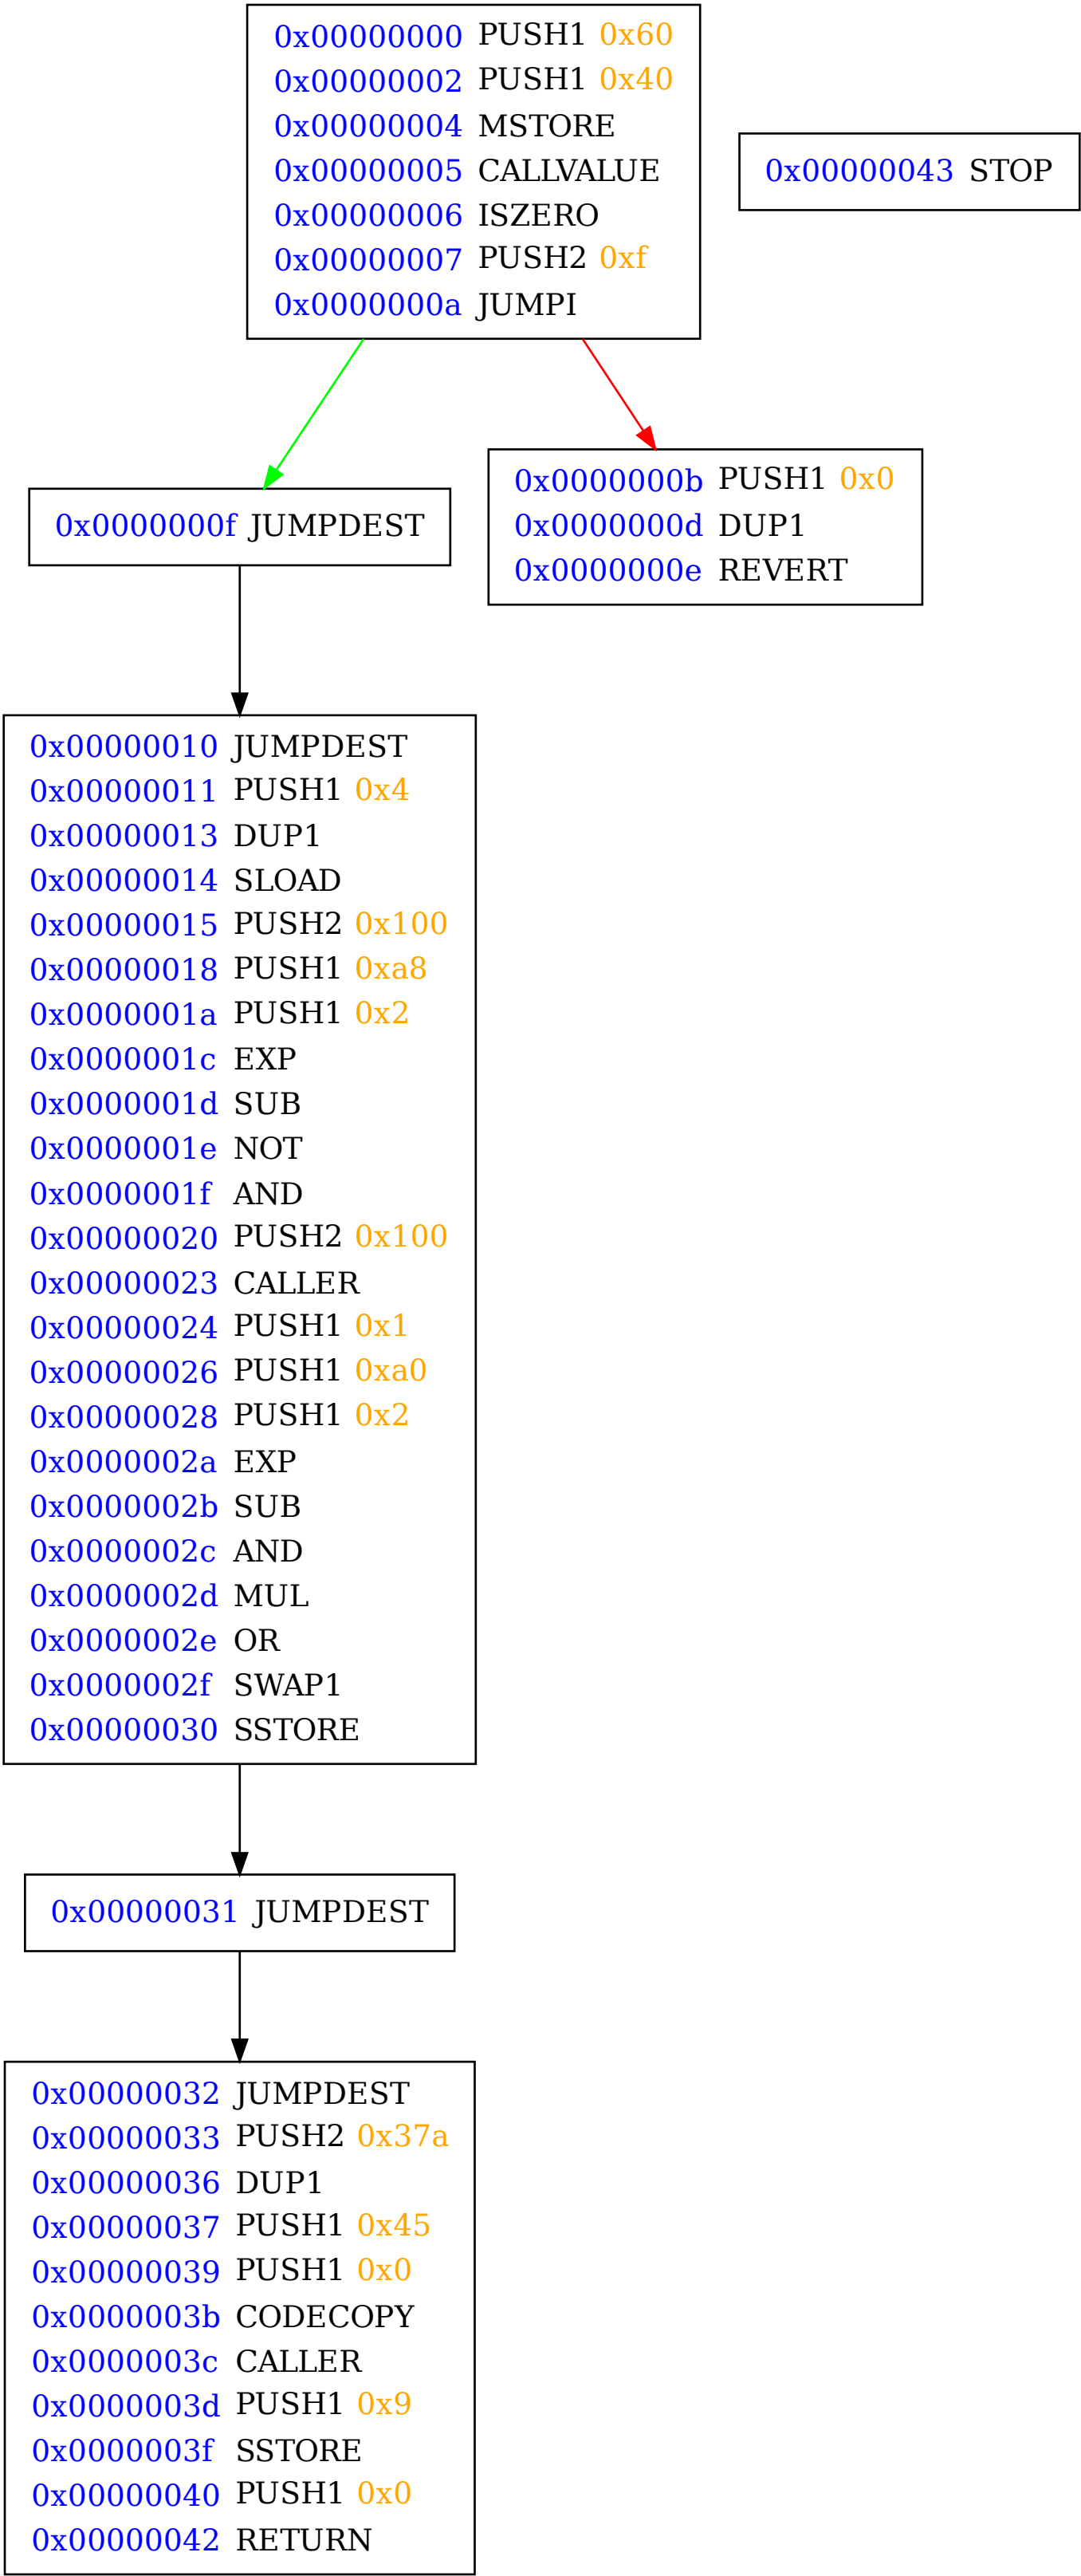 0x00000000 PUSH1 0x60
0x00000002 PUSH1 0x40
0x00000004 MSTORE
0x00000005 CALLVALUE
0x00000006 ISZERO
0x00000007 PUSH2 0xf
0x0000000a JUMPI
0x00000043 STOP
0x0000000f JUMPDEST
0x0000000b PUSH1 0x0
0x0000000d DUP1
0x0000000e REVERT
0x00000010 JUMPDEST
0x00000011 PUSH1 0x4
0x00000013 DUP1
0x00000014 SLOAD
0x00000015 PUSH2 0x100
0x00000018 PUSH1 0xa8
0x0000001a PUSH1 0x2
0x0000001c EXP
0x0000001d SUB
0x0000001e NOT
0x0000001f AND
0x00000020 PUSH2 0x100
0x00000023 CALLER
0x00000024 PUSH1 0x1
0x00000026 PUSH1 0xa0
0x00000028 PUSH1 0x2
0x0000002a EXP
0x0000002b SUB
0x0000002c AND
0x0000002d MUL
0x0000002e OR
0x0000002f SWAP1
0x00000030 SSTORE
0x00000031 JUMPDEST
0x00000032 JUMPDEST
0x00000033 PUSH2 0x37a
0x00000036 DUP1
0x00000037 PUSH1 0x45
0x00000039 PUSH1 0x0
0x0000003b CODECOPY
0x0000003c CALLER
0x0000003d PUSH1 0x9
0x0000003f SSTORE
0x00000040 PUSH1 0x0
0x00000042 RETURN